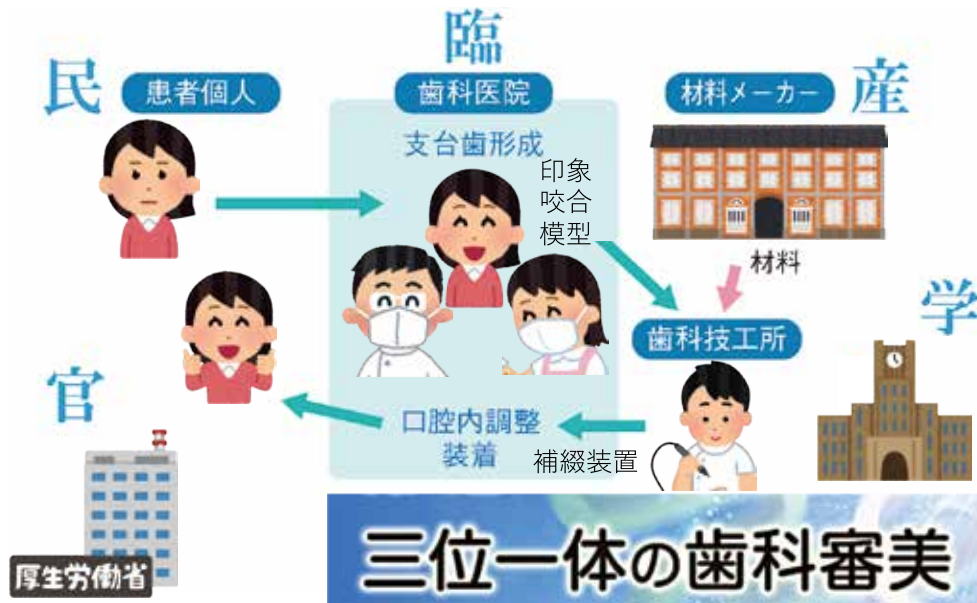 臨
民
患者個人
歯科医院
材料メーカー
産
支台歯形成
印象
咬合
模型
材料
学
歯科技工所
官
口腔内調整
装着
補綴装置
厚生労働省
三位一体の歯科審美